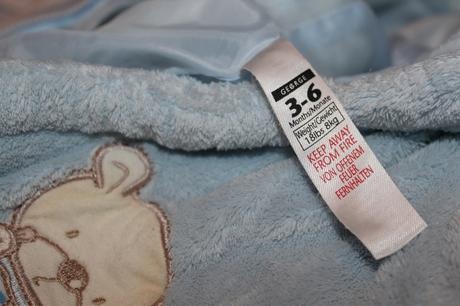 GEORGE
3-6
Months/Monate
Weight/Gewicht
18lbs 8kg
KEEP AWAY
FROM FIRE
VON OFFENEM
FEUER
FERNHALTEN